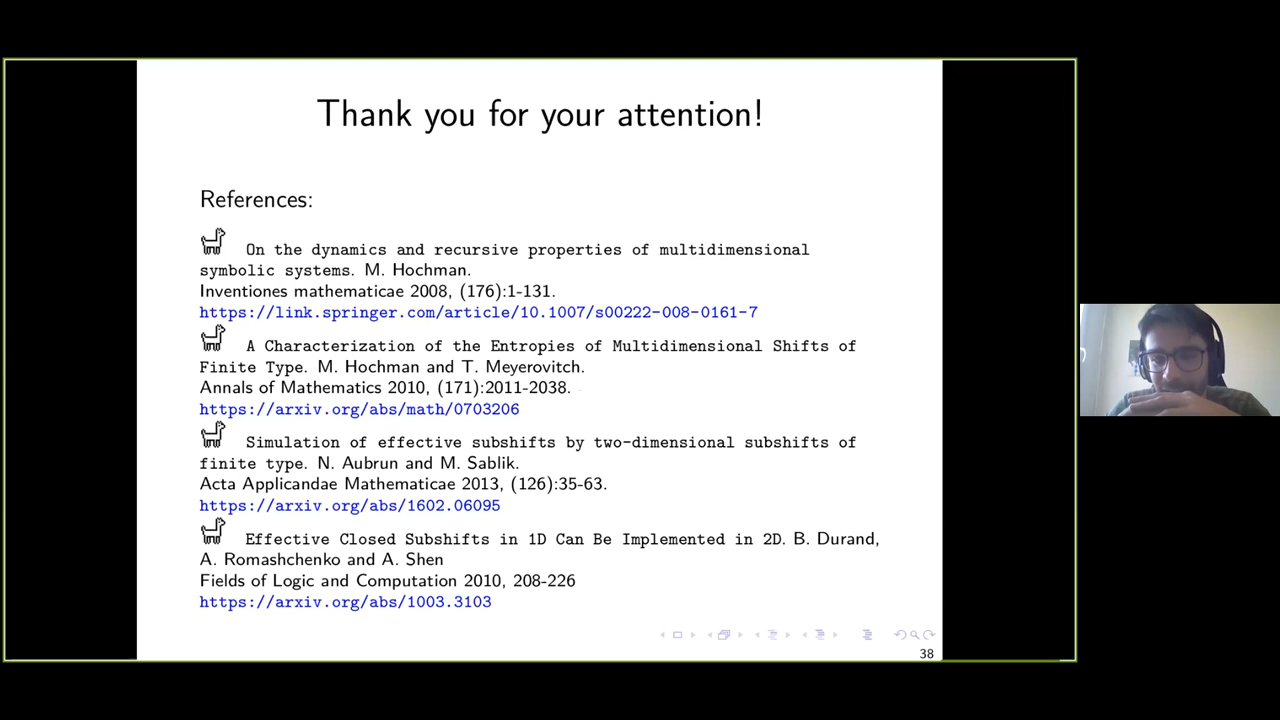 Thank you for your attention!
References:
On the dynamics and recursive properties of multidimensional
symbolic systems. M. Hochman.
Inventiones mathematicae 2008, (176):1-131.
https://link.springer.com/article/10.1007/s00222-008-0161-7
A Characterization of the Entropies of Multidimensional Shifts of
Finite Type. M. Hochman and T. Meyerovitch.
Annals of Mathematics 2010, (171):2011-2038.
https://arxiv.org/abs/math/0703206
Simulation of effective subshifts by two-dimensional subshifts of
finite type. N. Aubrun and M. Sablik.
Acta Applicandae Mathematicae 2013, (126):35-63.
https://arxiv.org/abs/1602.06095
Effective Closed Subshifts in 1D Can Be Implemented in 2D. B. Durand,
A. Romashchenko and A. Shen
Fields of Logic and Computation 2010, 208-226
https://arxiv.org/abs/1003.3103
38